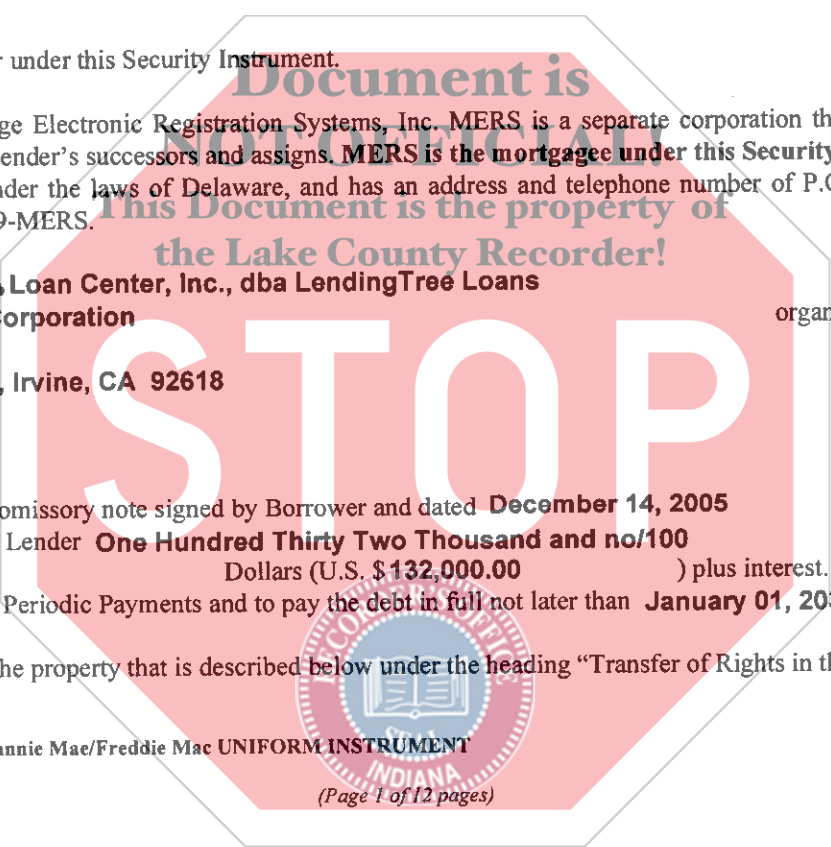 r under this Security Instrument.
Document is
ge Electronic Registration Systems, Inc. MERS is a separate corporation th
NOT OFFICIAL!
ender's successors and assigns. MERS is the mortgagee under this Security
nder the laws of Delaware, and has an address and telephone number of P.O
This Document is the property of
9-MERS.
the Lake County Recorder!
Loan Center, Inc., dba LendingTree Loans
Corporation organ
, Irvine, CA 92618
STOP
omissory note signed by Borrower and dated December 14, 2005
Lender One Hundred Thirty Two Thousand and no/100
Dollars (U.S. $132,000.00 ) plus interest.
Periodic Payments and to pay the debt in full not later than January 01, 203
RECORDER'S OFFICE
he property that is described below under the heading “Transfer of Rights in th
SEAL
annie Mae/Freddie Mac UNIFORM INSTRUMENT
INDIANA
(Page 1 of 12 pages)